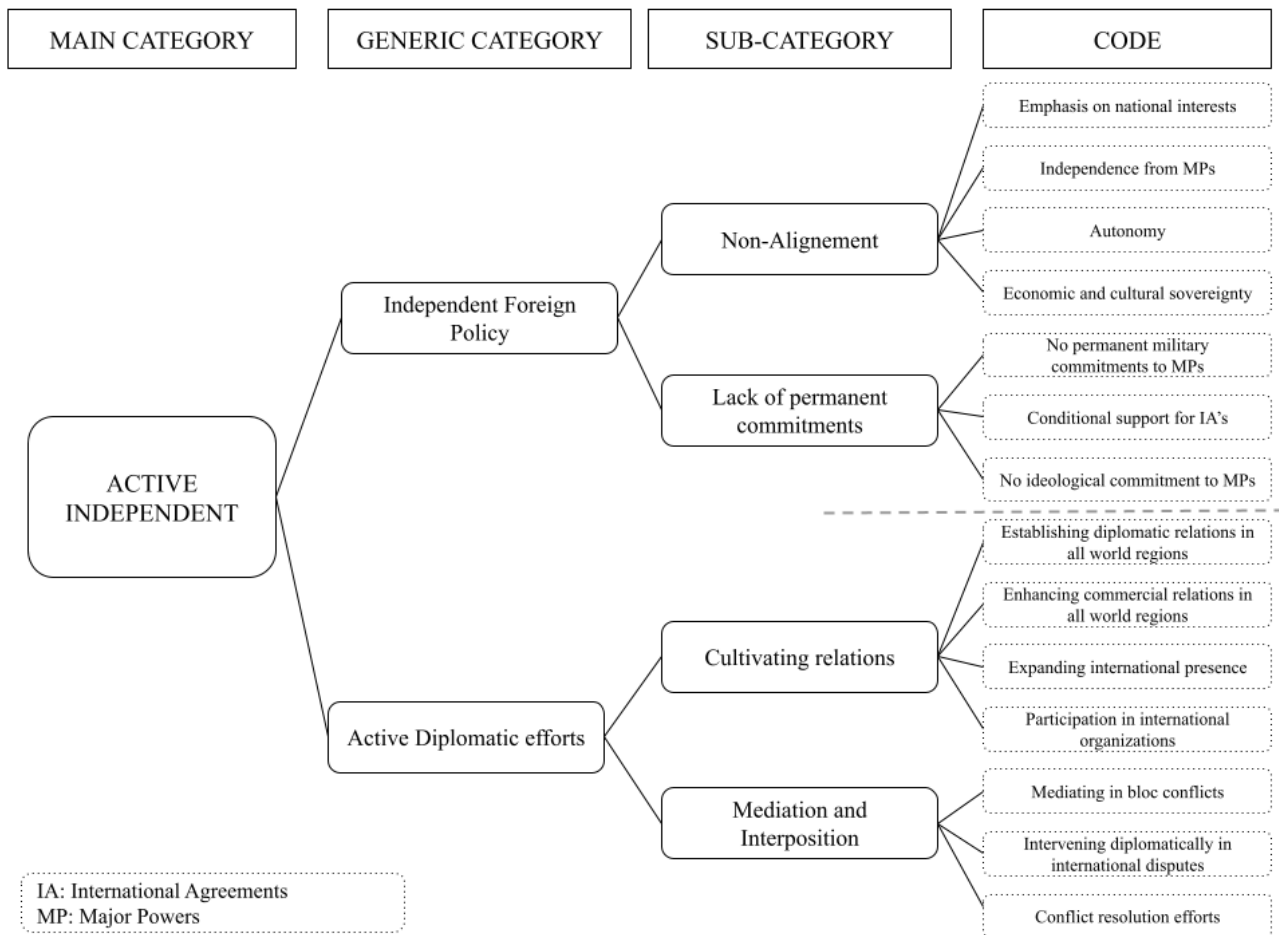 MAIN CATEGORY
GENERIC CATEGORY
SUB-CATEGORY
CODE
Emphasis on national interests
Independence from MPs
Non-Alignement
Autonomy
Economic and cultural sovereignty
Independent Foreign
Policy
No permanent military
commitments to MPs
Lack of permanent
commitments
Conditional support for IA’s
No ideological commitment to MPs
ACTIVE
INDEPENDENT
Establishing diplomatic relations in
all world regions
Enhancing commercial relations in
all world regions
Cultivating relations
Expanding international presence
Participation in international
organizations
Active Diplomatic efforts
Mediating in bloc conflicts
Mediation and
Interposition
Intervening diplomatically in
international disputes
Conflict resolution efforts
IA: International Agreements
MP: Major Powers